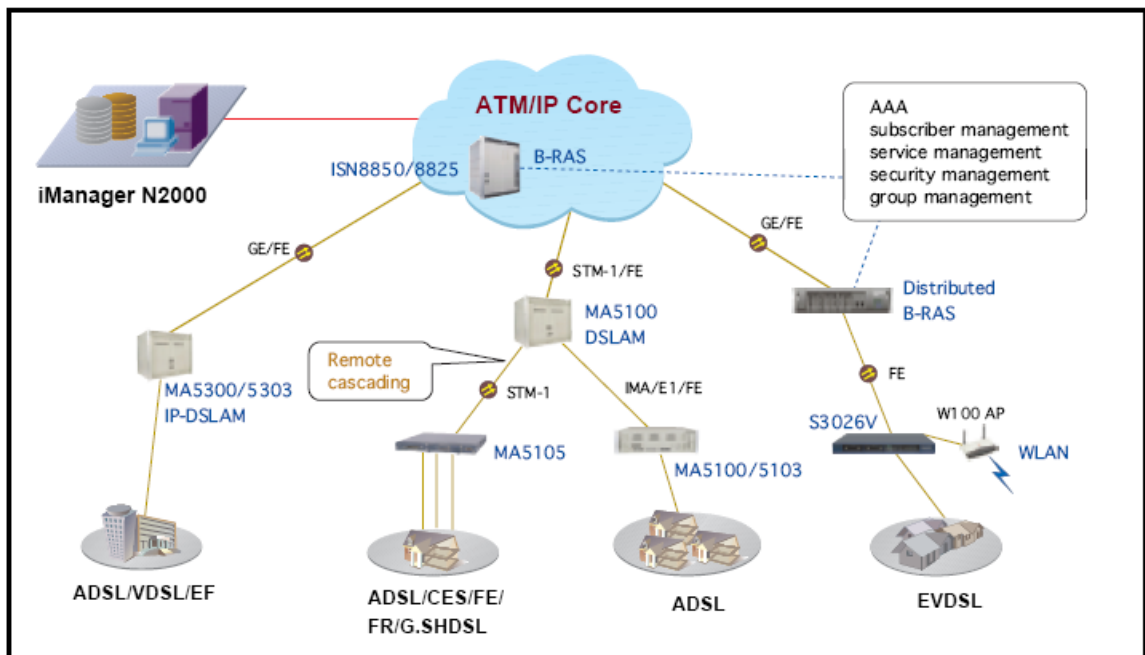 ATM/IP Core
AAA
subscriber management
service management
security management
group management
B-RAS
ISN8850/8825
iManager N2000
GE/FE
GE/FE
STM-1/FE
Distributed
B-RAS
MA5100
DSLAM
Remote
cascading
MA5300/5303
IP-DSLAM
STM-1
IMA/E1/FE
FE
W100 AP
S3026V
WLAN
MA5105
MA5100/5103
ADSL/VDSL/EF
ADSL/CES/FE/
FR/G.SHDSL
ADSL
EVDSL